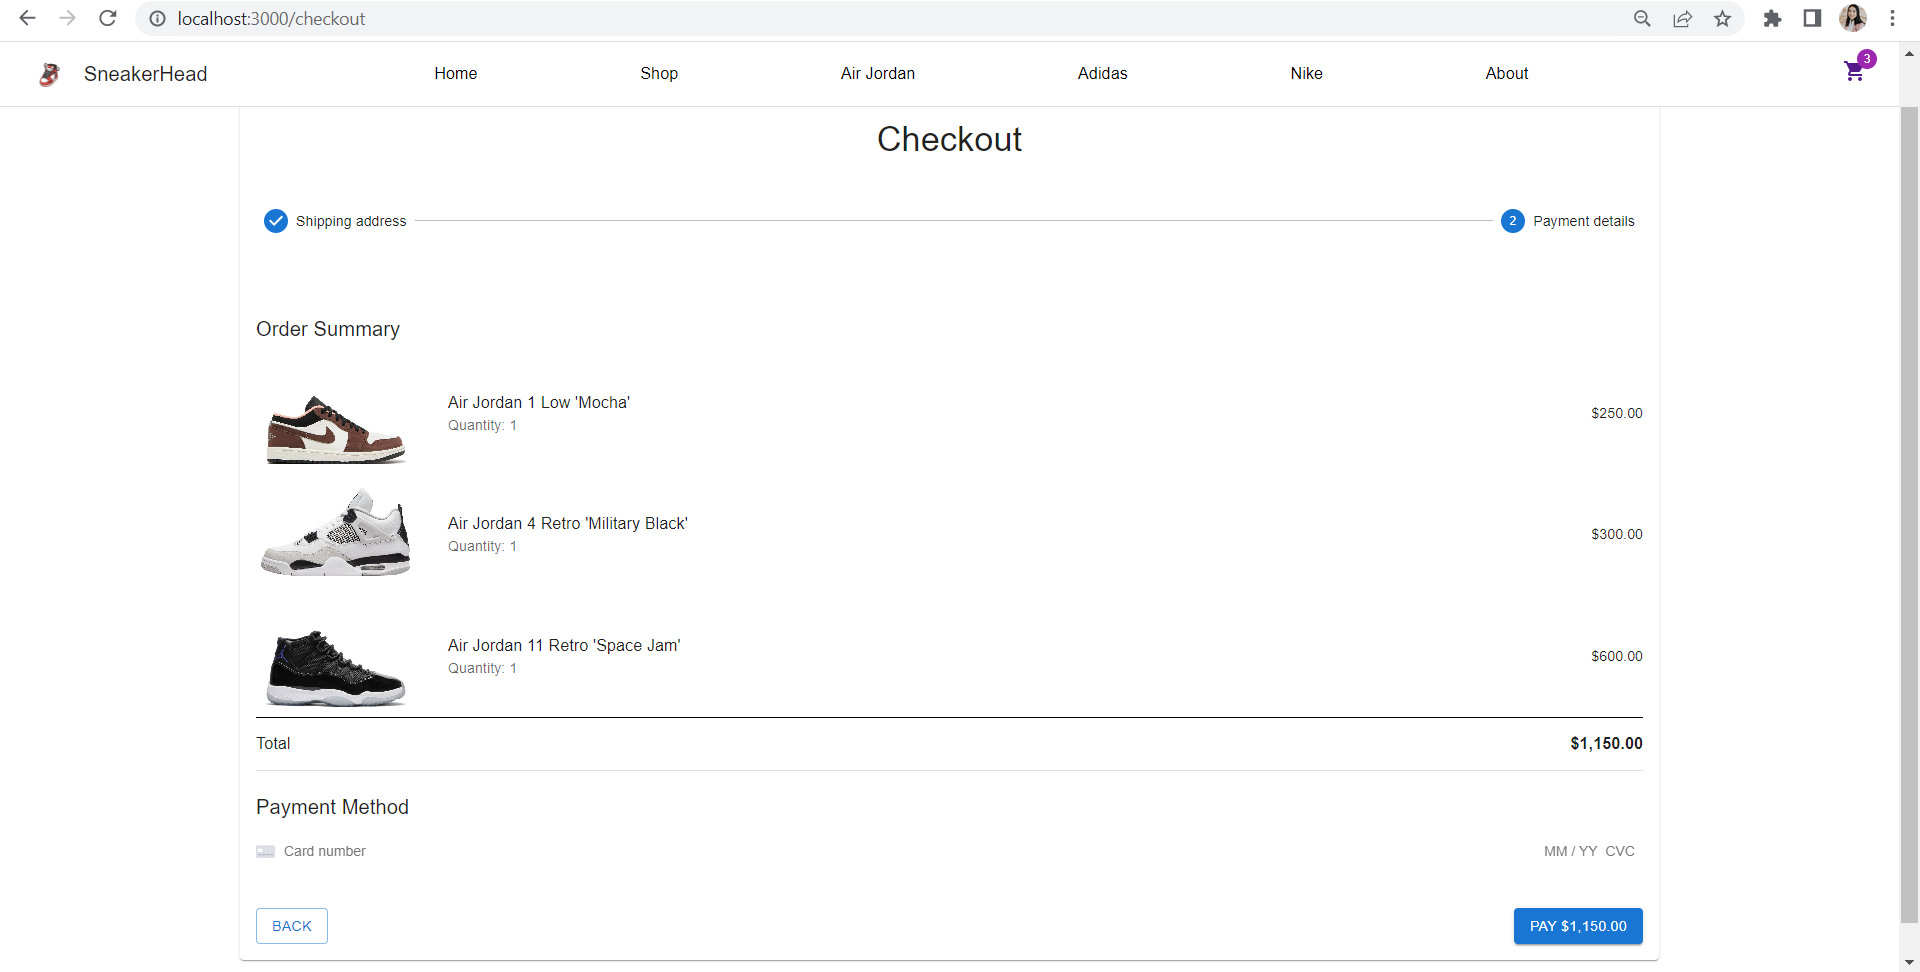 localhost:3000/checkout
SneakerHead Home Shop Air Jordan Adidas Nike About 3
Checkout
Shipping address 2 Payment details
Order Summary
Air Jordan 1 Low 'Mocha'
Quantity: 1
$250.00
Air Jordan 4 Retro 'Military Black'
Quantity: 1
$300.00
Air Jordan 11 Retro 'Space Jam'
Quantity: 1
$600.00
Total $1,150.00
Payment Method
Card number MM / YY CVC
BACK PAY $1,150.00